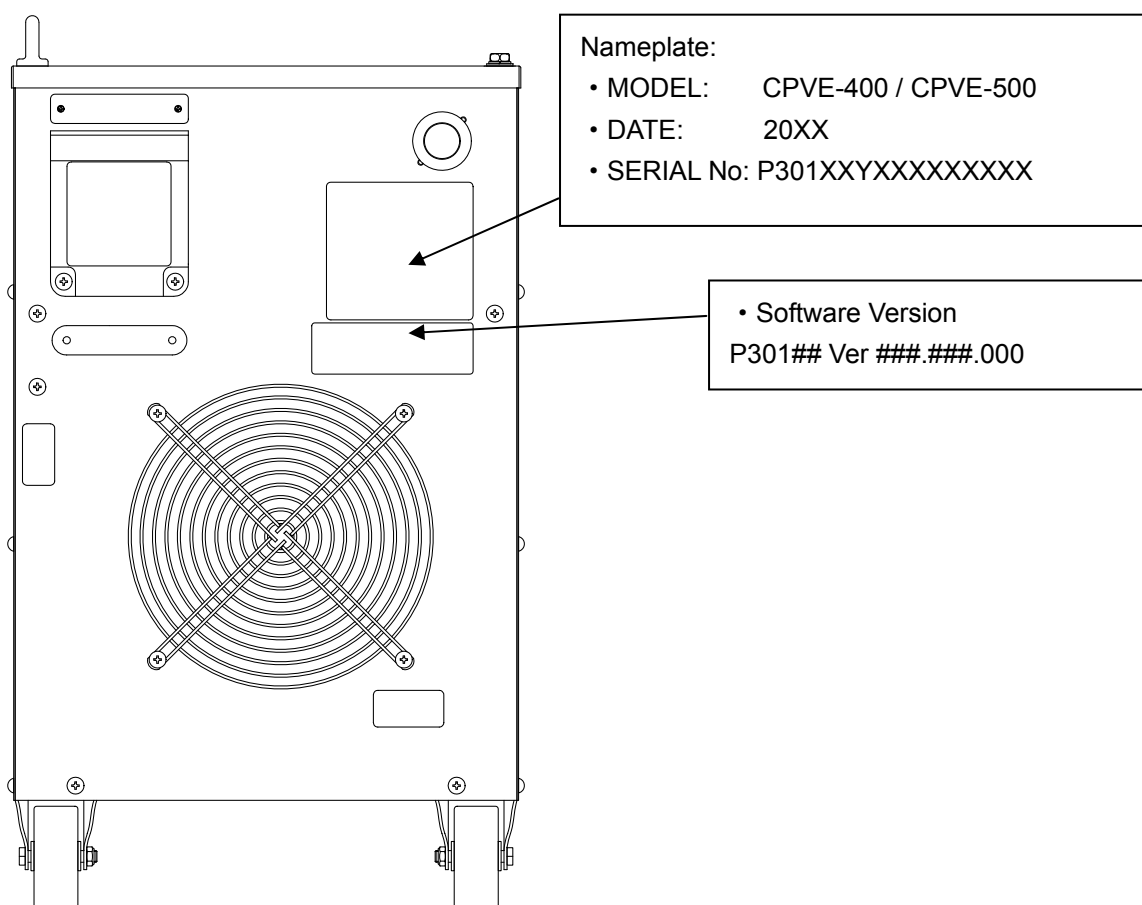 Nameplate:
・MODEL: CPVE-400 / CPVE-500
・DATE: 20XX
・SERIAL No: P301XXYXXXXXXXXX
・Software Version
P301## Ver ###.###.000